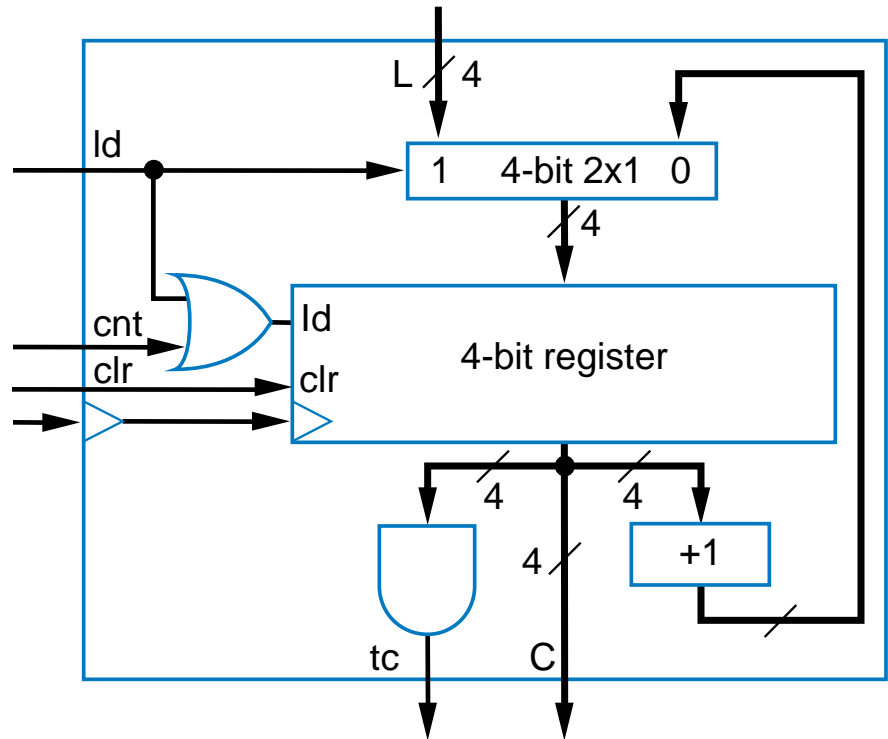 L 4
ld
1 4-bit 2x1 0
4
cnt
ld
4-bit register
clr
clr
4 4
4
+1
tc
C